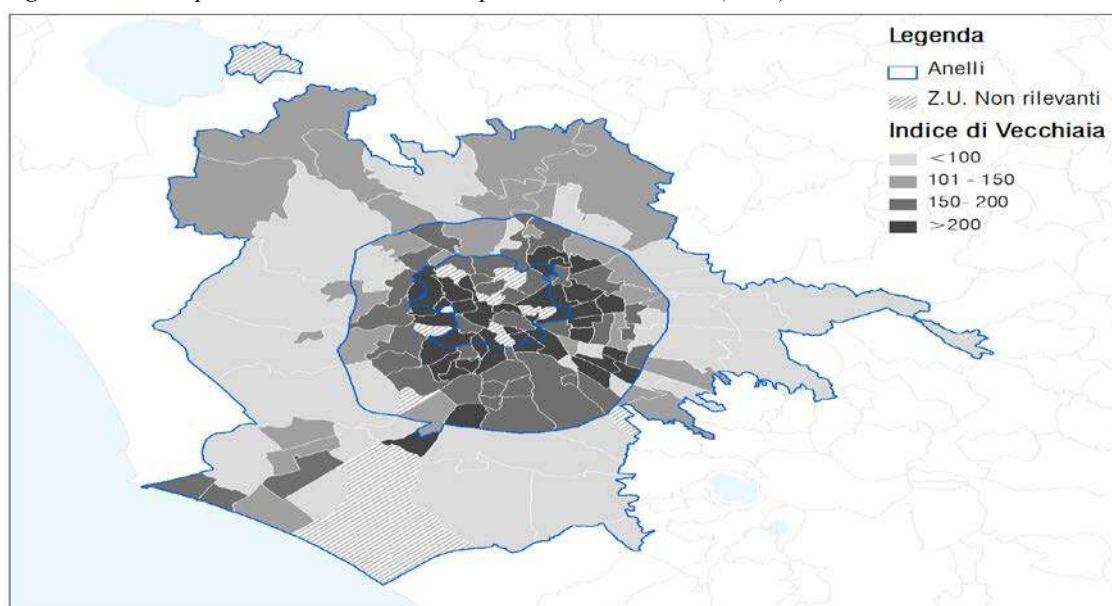 Legenda
Anelli
Z.U. Non rilevanti
Indice di Vecchiaia
<100
101 - 150
150- 200
>200